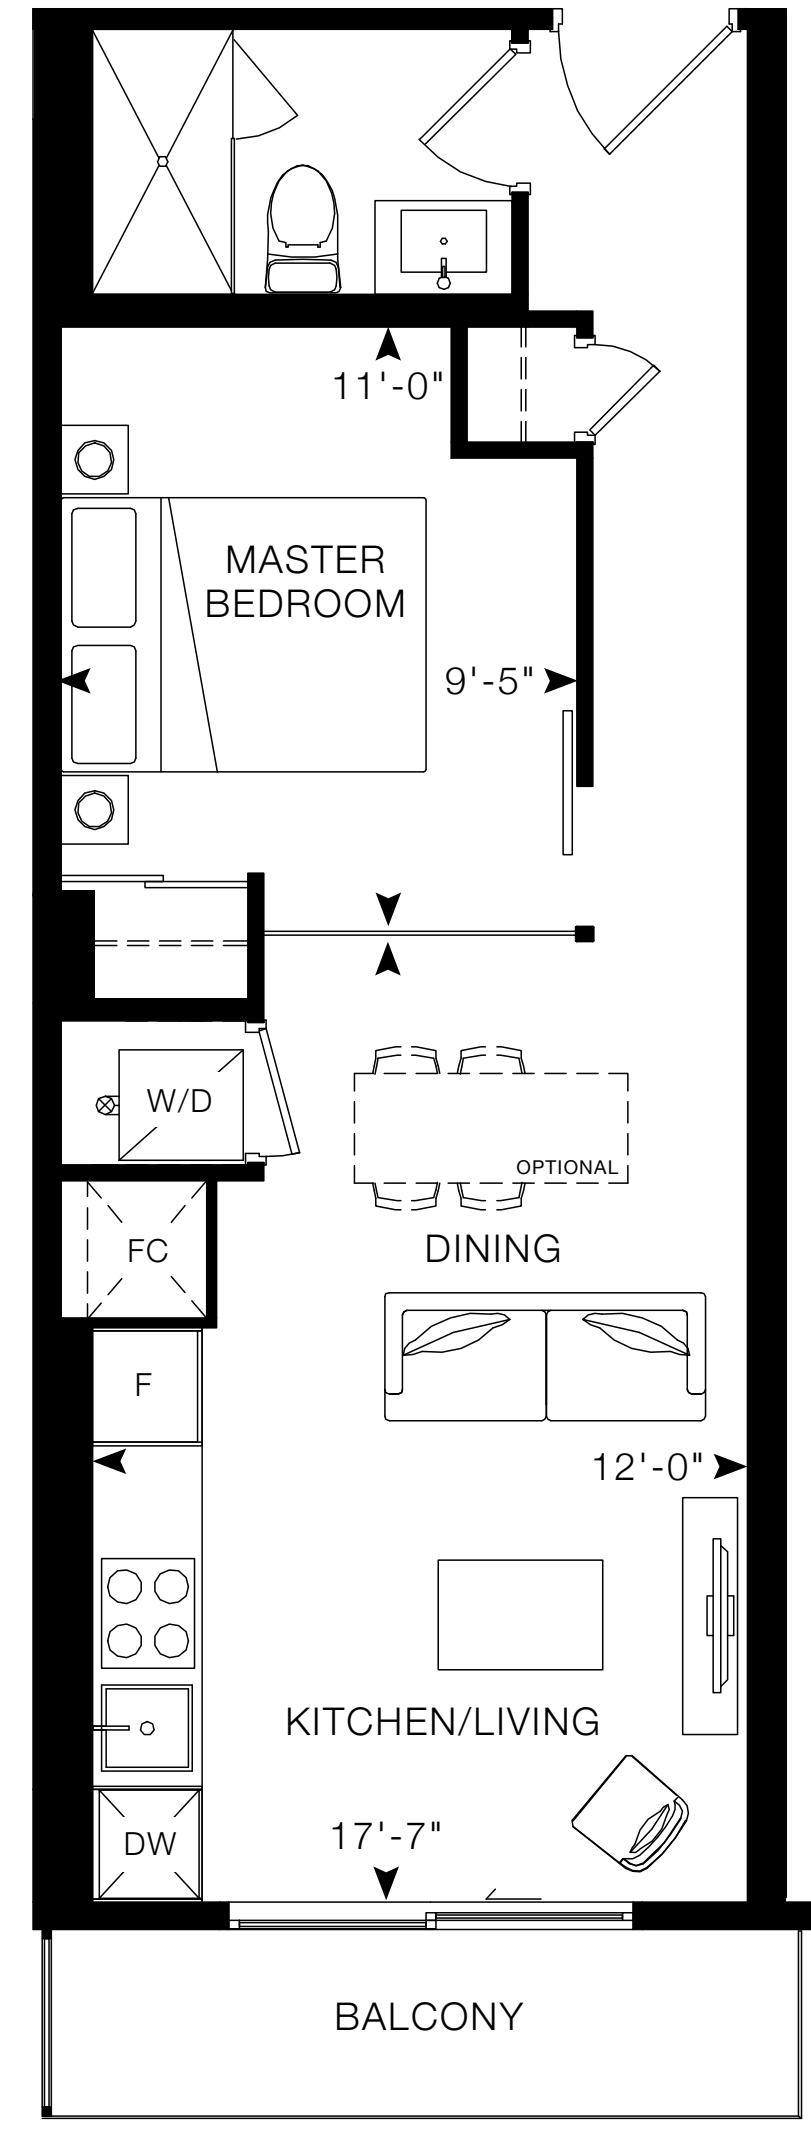 11'-0"
MASTER
BEDROOM
9'-5"
W/D
OPTIONAL
FC
DINING
F
12'-0"
KITCHEN/LIVING
17'-7"
DW
BALCONY